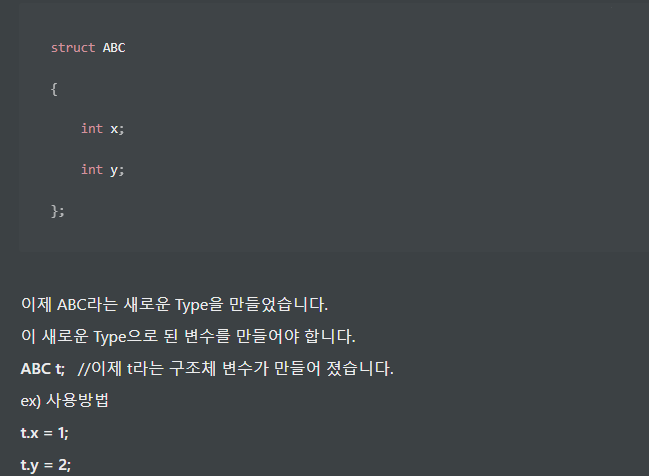 struct ABC
{
int x;
int y;
};
이제 ABC라는 새로운 Type을 만들었습니다.
이 새로운 Type으로 된 변수를 만들어야 합니다.
ABC t; //이제 t라는 구조체 변수가 만들어 졌습니다.
ex) 사용방법
t.x = 1;
t.y = 2;